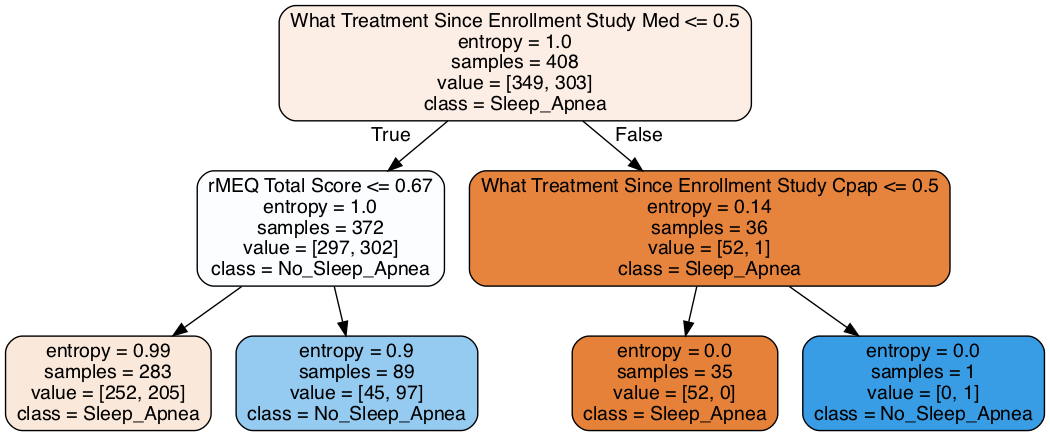 What Treatment Since Enrollment Study Med <= 0.5
entropy = 1.0
samples = 408
value = [349, 303]
class = Sleep_Apnea
True
False
rMEQ Total Score <= 0.67
entropy = 1.0
samples = 372
value = [297, 302]
class = No_Sleep_Apnea
What Treatment Since Enrollment Study Cpap <= 0.5
entropy = 0.14
samples = 36
value = [52, 1]
class = Sleep_Apnea
entropy = 0.99
samples = 283
value = [252, 205]
class = Sleep_Apnea
entropy = 0.9
samples = 89
value = [45, 97]
class = No_Sleep_Apnea
entropy = 0.0
samples = 35
value = [52, 0]
class = Sleep_Apnea
entropy = 0.0
samples = 1
value = [0, 1]
class = No_Sleep_Apnea